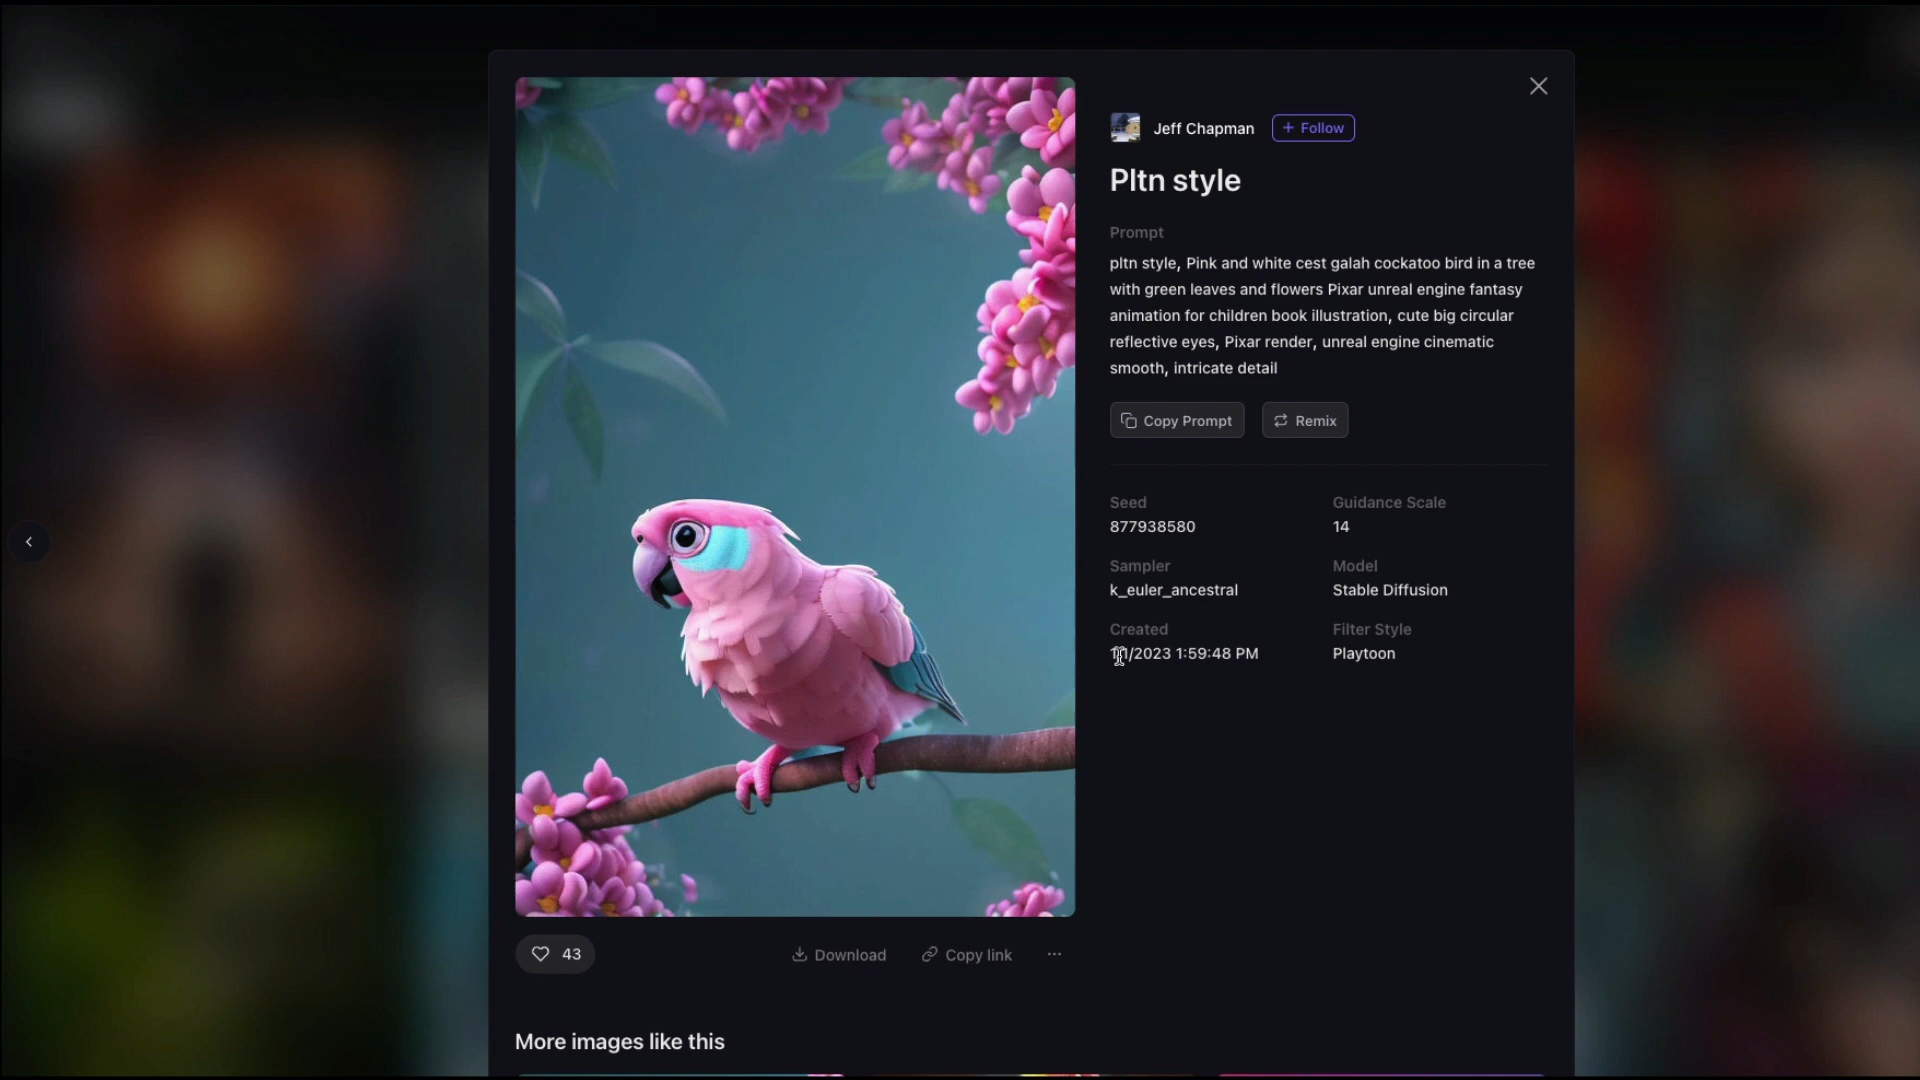 Jeff Chapman
+ Follow
Pltn style
Prompt
pltn style, Pink and white cest galah cockatoo bird in a tree
with green leaves and flowers Pixar unreal engine fantasy
animation for children book illustration, cute big circular
reflective eyes, Pixar render, unreal engine cinematic
smooth, intricate detail
Copy Prompt Remix
Seed Guidance Scale
877938580 14
Sampler Model
k_euler_ancestral Stable Diffusion
Created Filter Style
1/1/2023 1:59:48 PM Playtoon
43 Download Copy link
More images like this